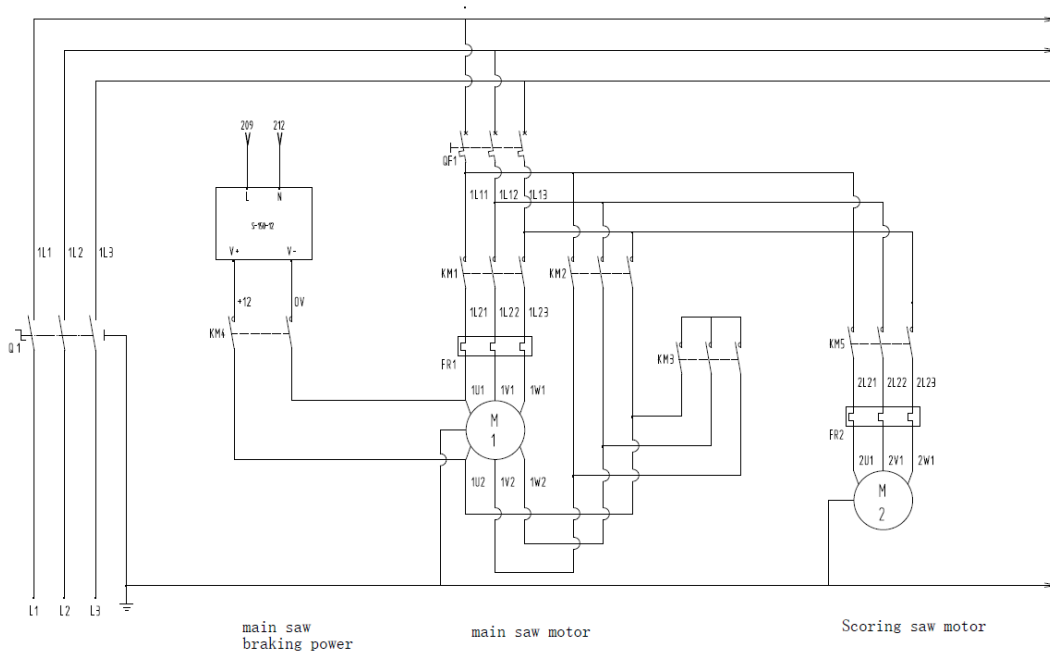 209 212
QF1
L N
1L11 1L12 1L13
S-150-12
1L1 1L2 1L3
V+ V-
KM1 KM2
+12 0V
1L21 1L22 1L23
KM4
Q1
KM5
KM3
FR1
2L21 2L22 2L23
1U1 1V1 1W1
M
1
FR2
2U1 2V1 2W1
1U2 1V2 1W2
M
2
L1 L2 L3
main saw
braking power
main saw motor
Scoring saw motor